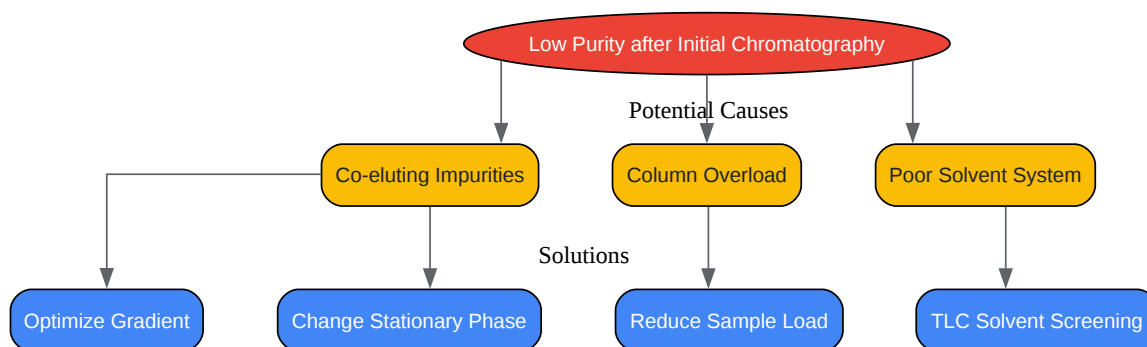 Low Purity after Initial Chromatography
Potential Causes
Co-eluting Impurities
Column Overload
Poor Solvent System
Solutions
Optimize Gradient
Change Stationary Phase
Reduce Sample Load
TLC Solvent Screening